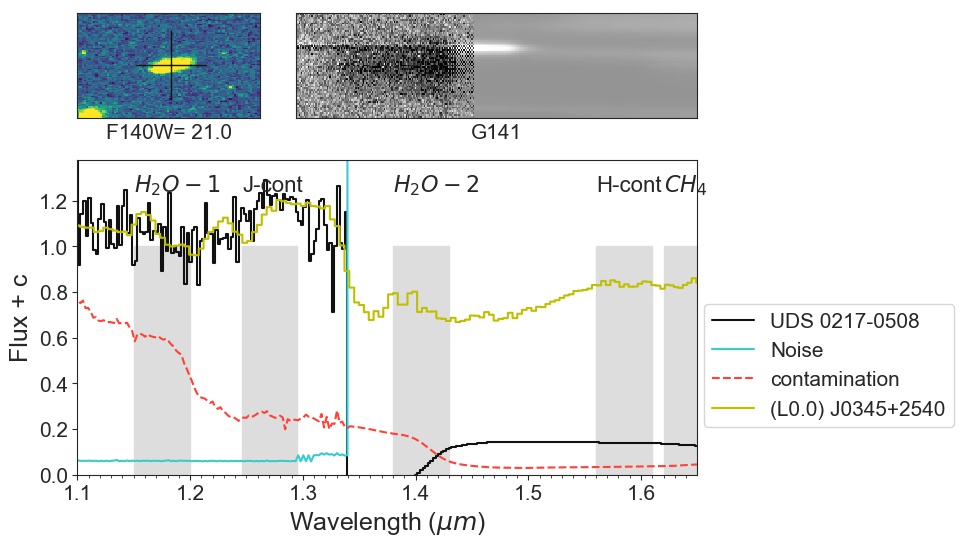 F140W= 21.0
G141
H₂O − 1
J-cont
H₂O − 2
H-cont
CH₄
1.2
1.0
0.8
0.6
0.4
0.2
0.0
Flux + c
1.1
1.2
1.3
1.4
1.5
1.6
Wavelength (μm)
UDS 0217-0508
Noise
contamination
(L0.0) J0345+2540